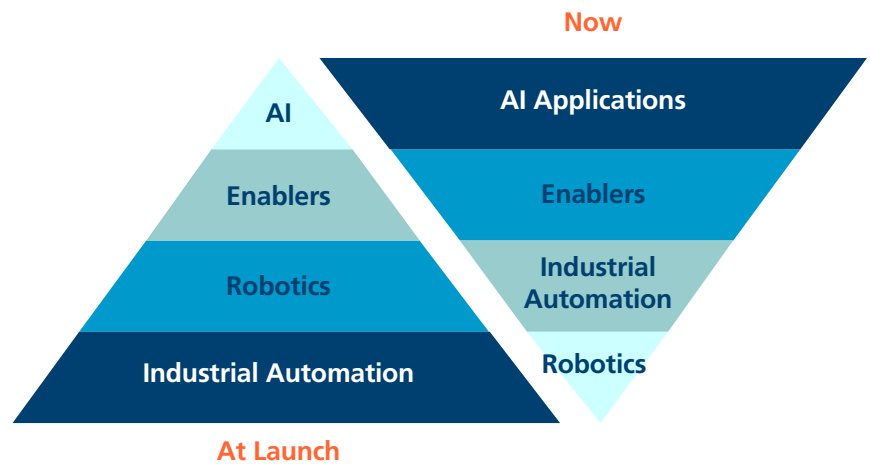 Now
AI Applications
Enablers
Industrial
Automation
Robotics
AI
Enablers
Robotics
Industrial Automation
At Launch